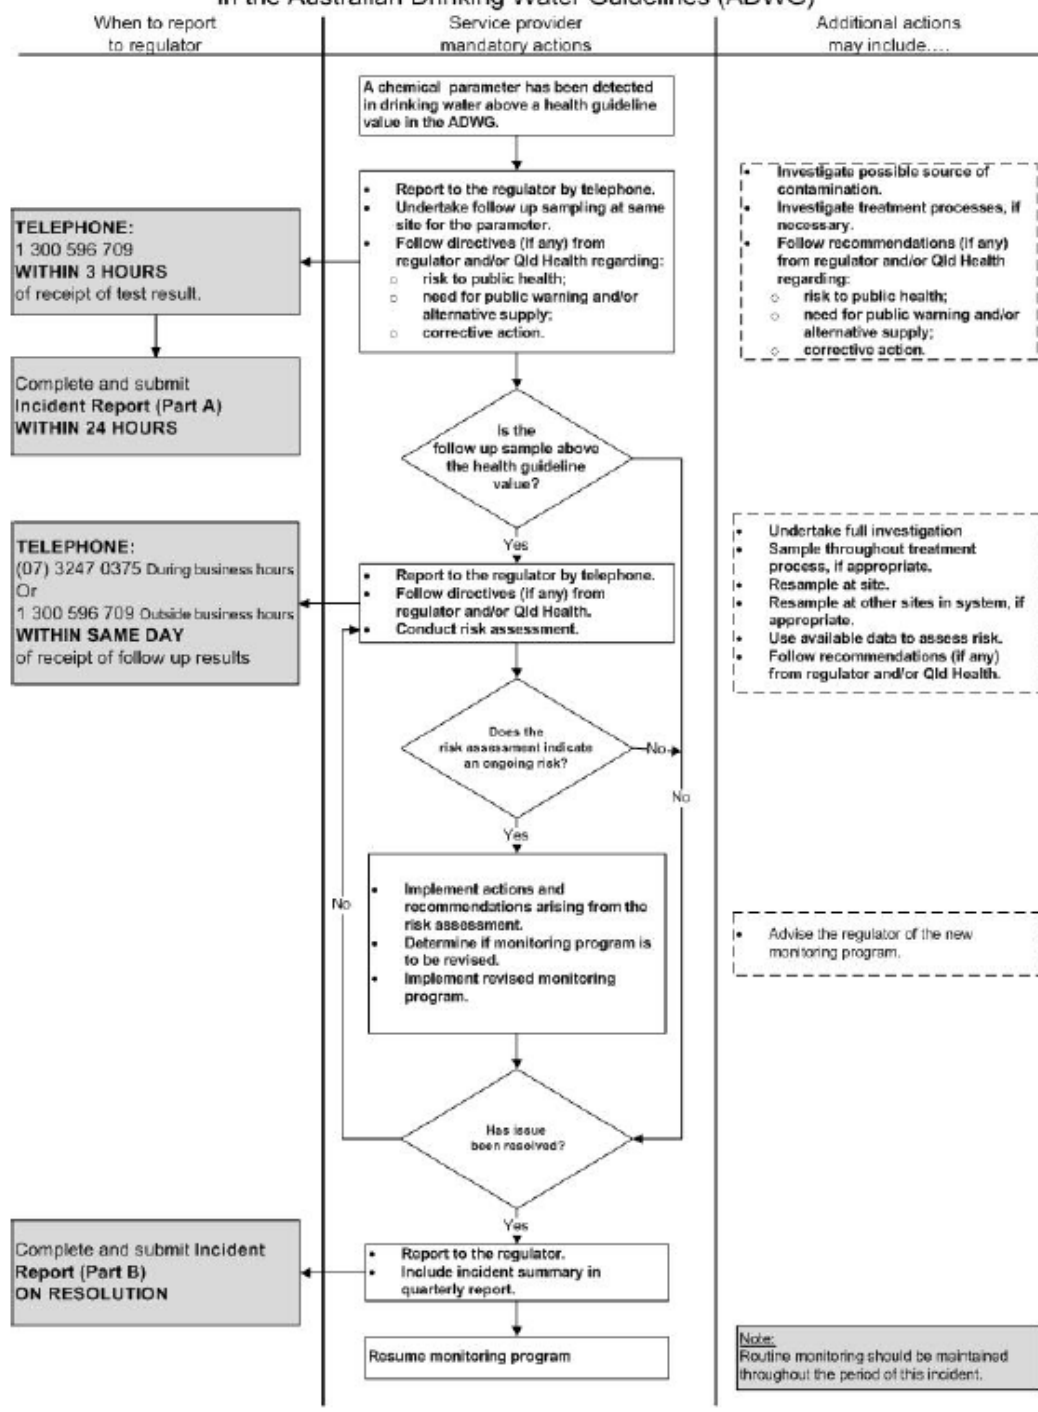 in the Australian Drinking Water Guidelines (ADWG)
When to report
to regulator
Service provider
mandatory actions
Additional actions
may include....
A chemical parameter has been detected
in drinking water above a health guideline
value in the ADWG.
• Report to the regulator by telephone.
• Undertake follow up sampling at same
site for the parameter.
• Follow directives (if any) from
regulator and/or Qld Health regarding:
○ risk to public health;
○ need for public warning and/or
alternative supply;
○ corrective action.
• Investigate possible source of
contamination.
• Investigate treatment processes, if
necessary.
• Follow recommendations (if any)
from regulator and/or Qld Health
regarding:
○ risk to public health;
○ need for public warning and/or
alternative supply;
○ corrective action.
TELEPHONE:
1 300 596 709
WITHIN 3 HOURS
of receipt of test result.
Complete and submit
Incident Report (Part A)
WITHIN 24 HOURS
Is the
follow up sample above
the health guideline
value?
Yes
TELEPHONE:
(07) 3247 0375 During business hours
Or
1 300 596 709 Outside business hours
WITHIN SAME DAY
of receipt of follow up results
• Report to the regulator by telephone.
• Follow directives (if any) from
regulator and/or Qld Health.
• Conduct risk assessment.
• Undertake full investigation
• Sample throughout treatment
process, if appropriate.
• Resample at site.
• Resample at other sites in system, if
appropriate.
• Use available data to assess risk.
• Follow recommendations (if any)
from regulator and/or Qld Health.
Does the
risk assessment indicate
an ongoing risk?
No
No
Yes
No
• Implement actions and
recommendations arising from the
risk assessment.
• Determine if monitoring program is
to be revised.
• Implement revised monitoring
program.
• Advise the regulator of the new
monitoring program.
Has issue
been resolved?
Yes
Complete and submit Incident
Report (Part B)
ON RESOLUTION
• Report to the regulator.
• Include incident summary in
quarterly report.
Resume monitoring program
Note:
Routine monitoring should be maintained
throughout the period of this incident.